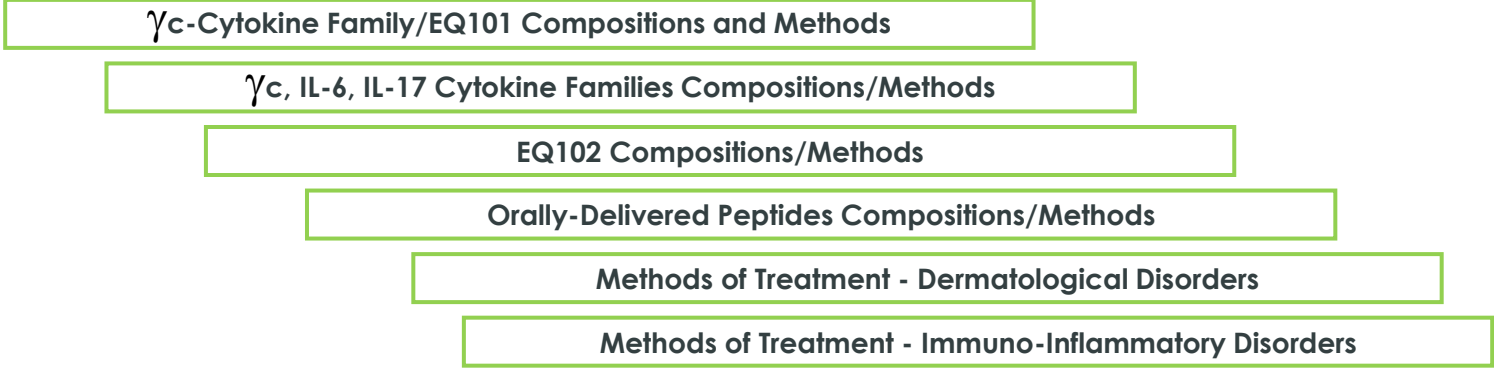 γc-Cytokine Family/EQ101 Compositions and Methods
γc, IL-6, IL-17 Cytokine Families Compositions/Methods
EQ102 Compositions/Methods
Orally-Delivered Peptides Compositions/Methods
Methods of Treatment - Dermatological Disorders
Methods of Treatment - Immuno-Inflammatory Disorders